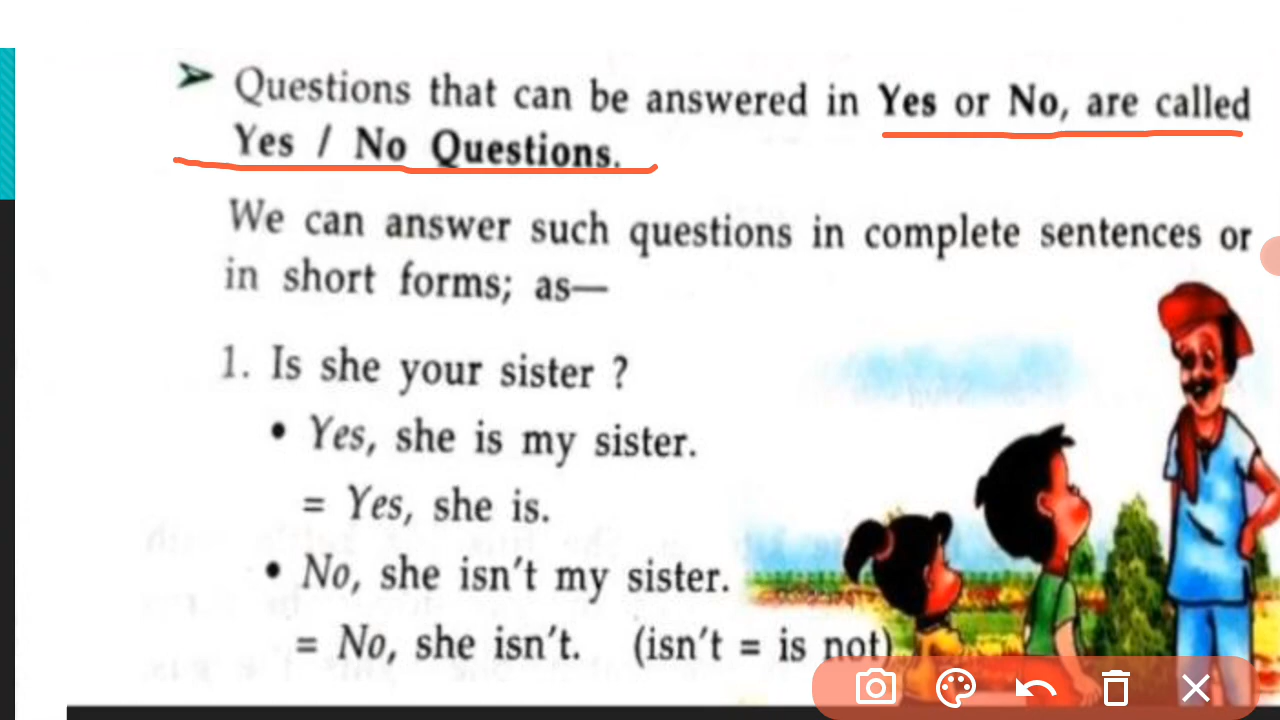 ➢ Questions that can be answered in Yes or No, are called
Yes / No Questions.
We can answer such questions in complete sentences or
in short forms; as—
1. Is she your sister ?
• Yes, she is my sister.
= Yes, she is.
• No, she isn't my sister.
= No, she isn't. (isn't = is not)